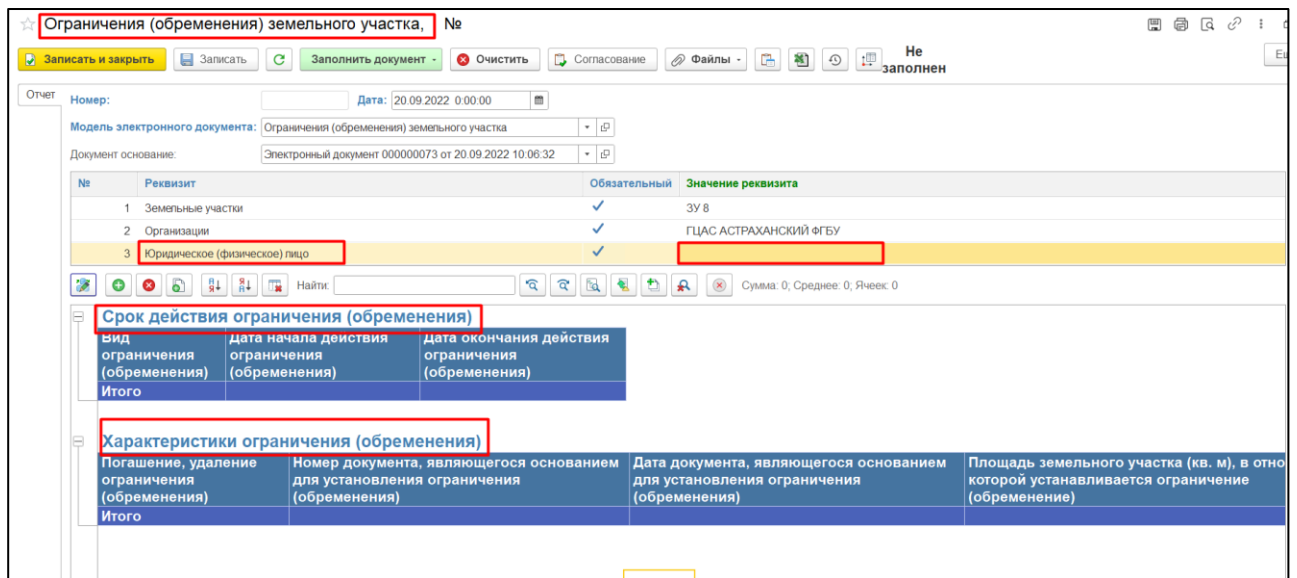 Ограничения (обременения) земельного участка, №
Записать и закрыть Записать Заполнить документ Очистить Согласование Файлы Не заполнен
Отчет
Номер: Дата: 20.09.2022 0:00:00
Модель электронного документа: Ограничения (обременения) земельного участка
Документ основание: Электронный документ 000000073 от 20.09.2022 10:06:32
№ Реквизит Обязательный Значение реквизита
1 Земельные участки ЗУ 8
2 Организации ГЦАС АСТРАХАНСКИЙ ФГБУ
3 Юридическое (физическое) лицо
Найти: Сумма: 0; Среднее: 0; Ячеек: 0
Срок действия ограничения (обременения)
Вид Дата начала действия Дата окончания действия
ограничения ограничения ограничения
(обременения) (обременения) (обременения)
Итого
Характеристики ограничения (обременения)
Погашение, удаление Номер документа, являющегося основанием Дата документа, являющегося основанием Площадь земельного участка (кв. м), в отно
ограничения для установления ограничения для установления ограничения которой устанавливается ограничение
(обременения) (обременения) (обременения) (обременение)
Итого